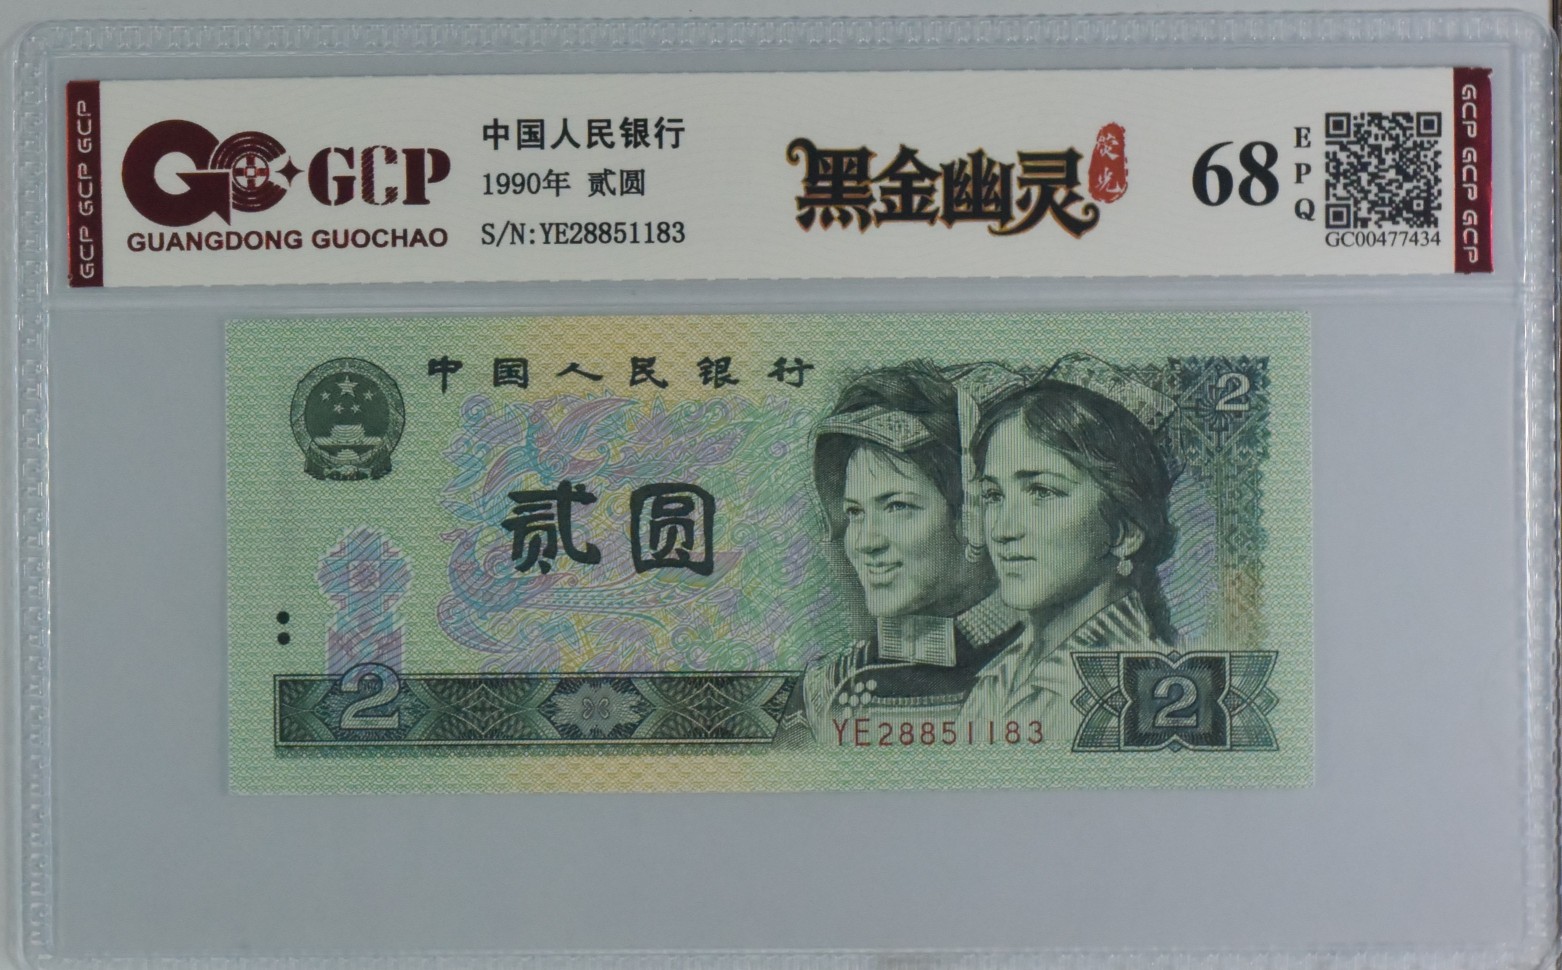 GCP GCP GCP
GC GCP
GUANGDONG GUOCHAO
中国人民银行
1990年 贰圆
S/N:YE28851183
黑金幽灵
荧光
68
EPQ
GC00477434
GCP GCP GCP
中国人民银行
2
贰圆
2
YE28851183
2